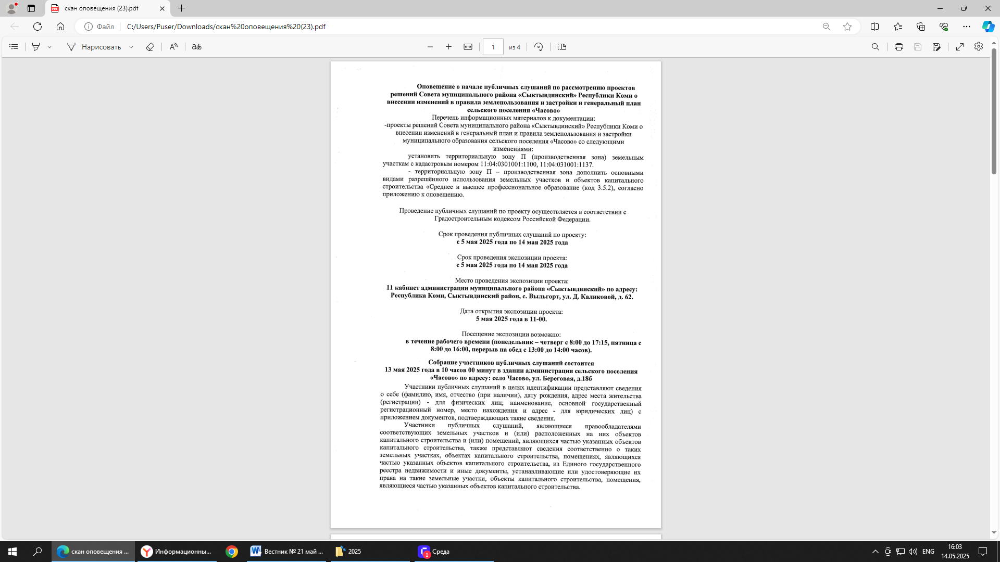 скан оповещения (23).pdf
Файл
C:/Users/Puser/Downloads/скан%20оповещения%20(23).pdf
Нарисовать
1 из 4
Оповещение о начале публичных слушаний по рассмотрению проектов
решений Совета муниципального района «Сыктывдинский» Республики Коми о
внесении изменений в правила землепользования и застройки и генеральный план
сельского поселения «Часово»
Перечень информационных материалов к документации:
-проекты решений Совета муниципального района «Сыктывдинский» Республики Коми о
внесении изменений в генеральный план и правила землепользования и застройки
муниципального образования сельского поселения «Часово» со следующими
изменениями:
установить территориальную зону П (производственная зона) земельным
участкам с кадастровым номером 11:04:0301001:1100, 11:04:031001:1137.
- территориальную зону П – производственная зона дополнить основными
видами разрешённого использования земельных участков и объектов капитального
строительства «Среднее и высшее профессиональное образование (код 3.5.2), согласно
приложению к оповещению.
Проведение публичных слушаний по проекту осуществляется в соответствии с
Градостроительным кодексом Российской Федерации.
Срок проведения публичных слушаний по проекту:
с 5 мая 2025 года по 14 мая 2025 года
Срок проведения экспозиции проекта:
с 5 мая 2025 года по 14 мая 2025 года
Место проведения экспозиции проекта:
11 кабинет администрации муниципального района «Сыктывдинский» по адресу:
Республика Коми, Сыктывдинский район, с. Выльгорт, ул. Д. Каликовой, д. 62.
Дата открытия экспозиции проекта:
5 мая 2025 года в 11-00.
Посещение экспозиции возможно:
в течение рабочего времени (понедельник – четверг с 8:00 до 17:15, пятница с
8:00 до 16:00, перерыв на обед с 13:00 до 14:00 часов).
Собрание участников публичных слушаний состоится
13 мая 2025 года в 10 часов 00 минут в здании администрации сельского поселения
«Часово» по адресу: село Часово, ул. Береговая, д.18б
Участники публичных слушаний в целях идентификации представляют сведения
о себе (фамилию, имя, отчество (при наличии), дату рождения, адрес места жительства
(регистрации) - для физических лиц; наименование, основной государственный
регистрационный номер, место нахождения и адрес - для юридических лиц) с
приложением документов, подтверждающих такие сведения.
Участники публичных слушаний, являющиеся правообладателями
соответствующих земельных участков и (или) расположенных на них объектов
капитального строительства и (или) помещений, являющихся частью указанных объектов
капитального строительства, также представляют сведения соответственно о таких
земельных участках, объектах капитального строительства, помещениях, являющихся
частью указанных объектов капитального строительства, из Единого государственного
реестра недвижимости и иные документы, устанавливающие или удостоверяющие их
права на такие земельные участки, объекты капитального строительства, помещения,
являющиеся частью указанных объектов капитального строительства.
скан оповещения ...
Информационны...
Вестник № 21 май ...
2025
1
Среда
ENG
16:03
14.05.2025